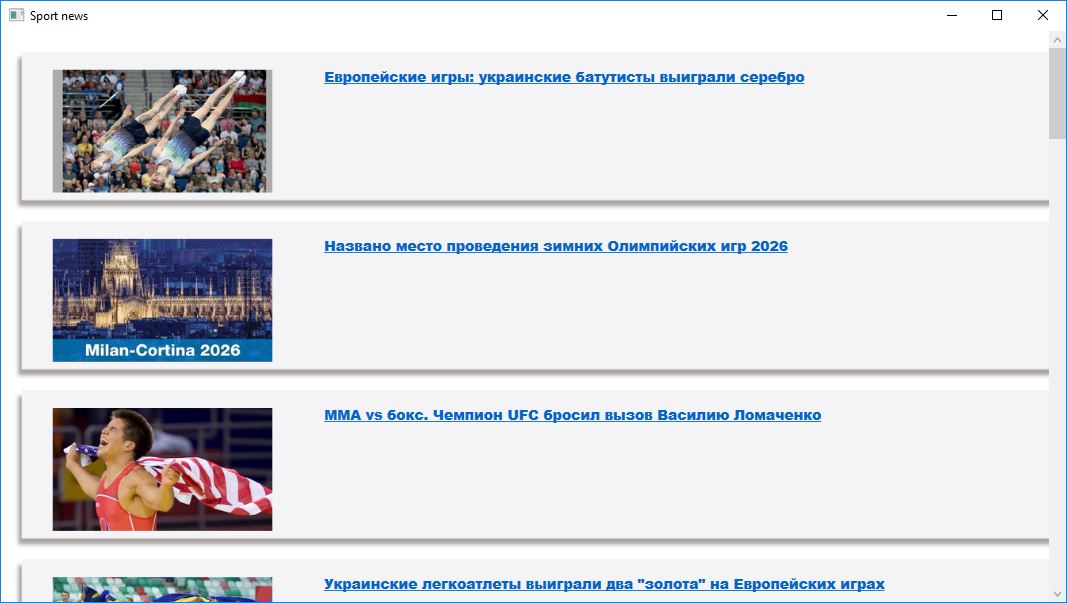 Sport news
Европейские игры: украинские батутисты выиграли серебро
Названо место проведения зимних Олимпийских игр 2026
Milan-Cortina 2026
ММА vs бокс. Чемпион UFC бросил вызов Василию Ломаченко
Украинские легкоатлеты выиграли два "золота" на Европейских играх